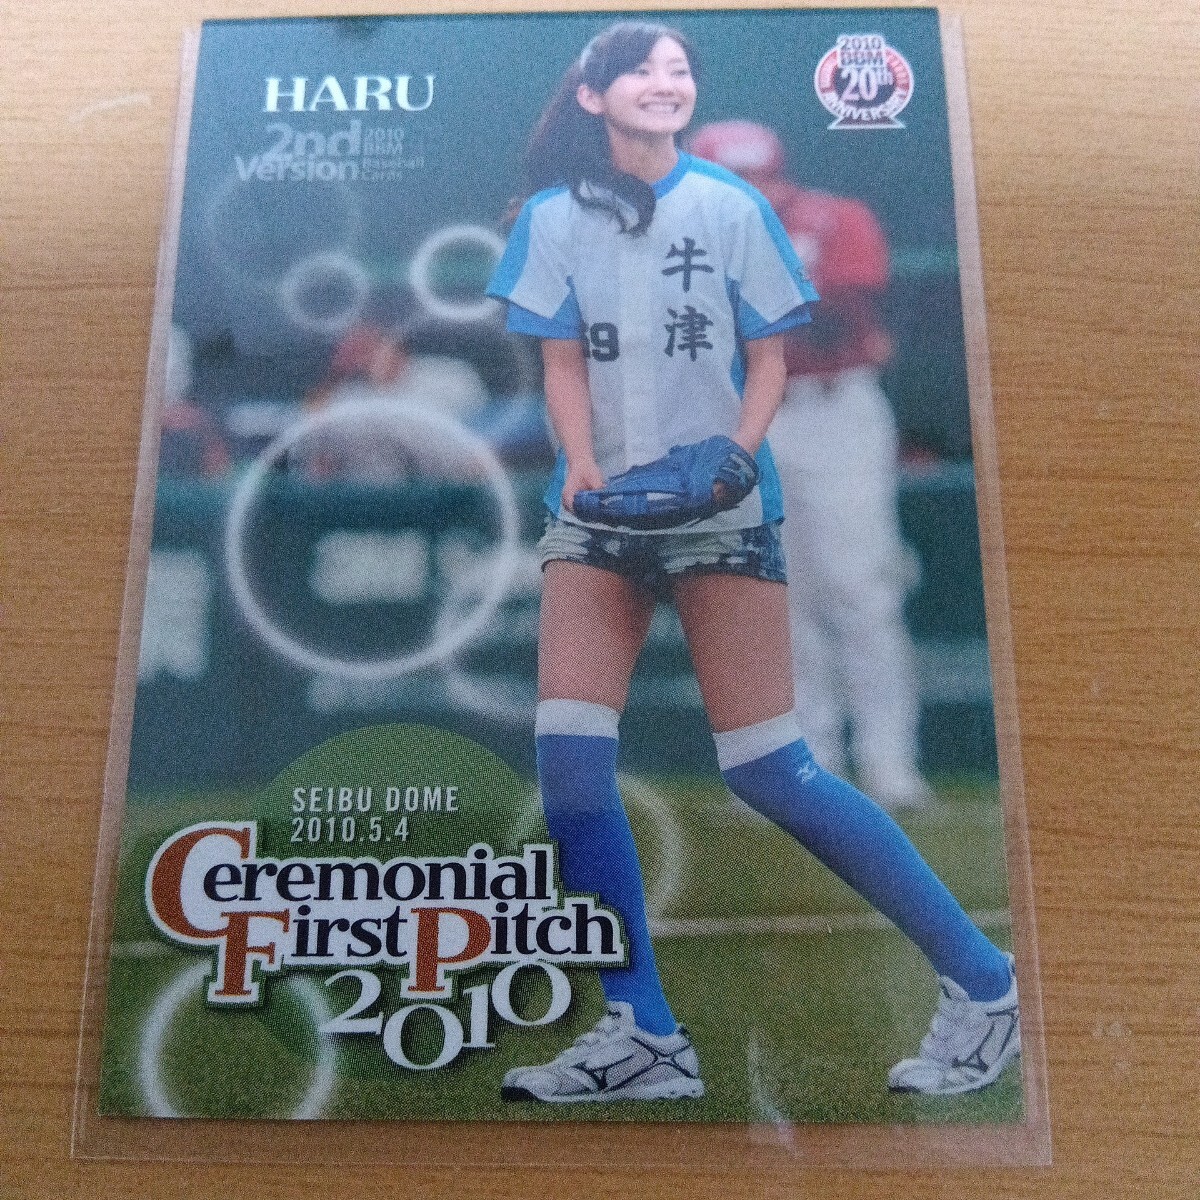 HARU
2nd
Version
2010
BBM
Baseball
Cards
2010
BBM
20th
ANNIVERSARY
牛津
59
SEIBU DOME
2010.5.4
Ceremonial
First Pitch
2010